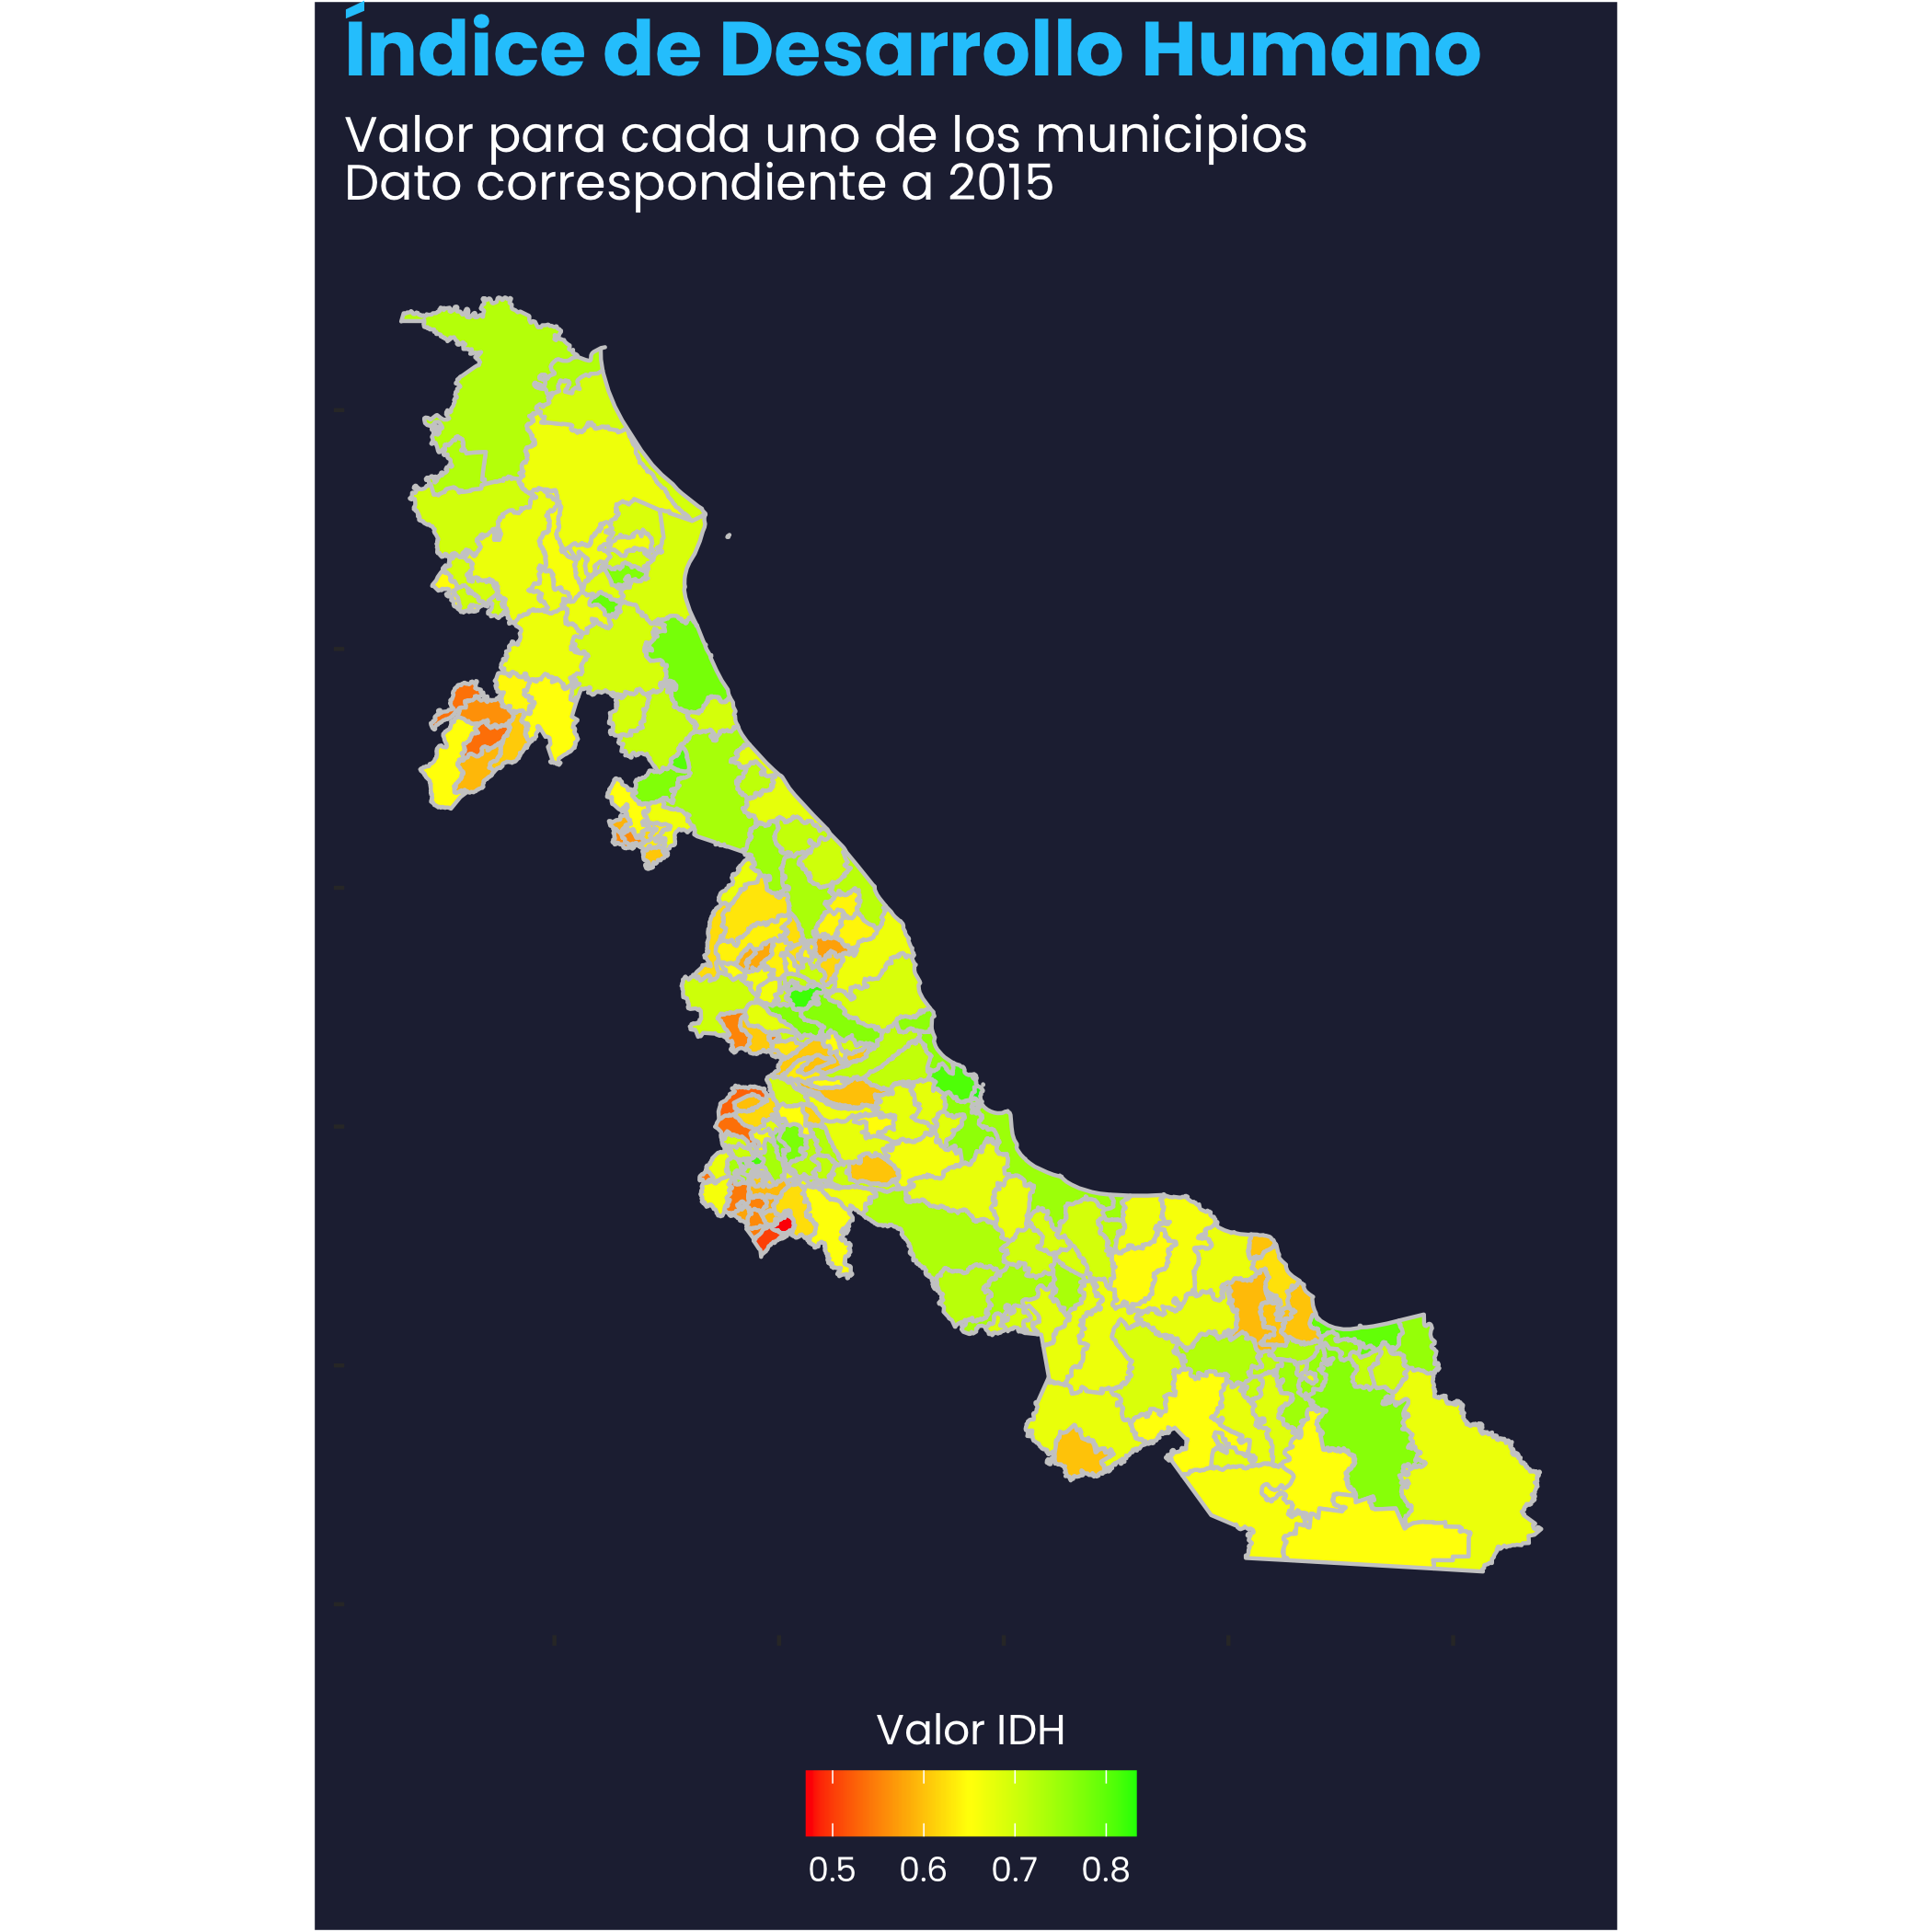 Índice de Desarrollo Humano
Valor para cada uno de los municipios
Dato correspondiente a 2015
Valor IDH
0.5 0.6 0.7 0.8